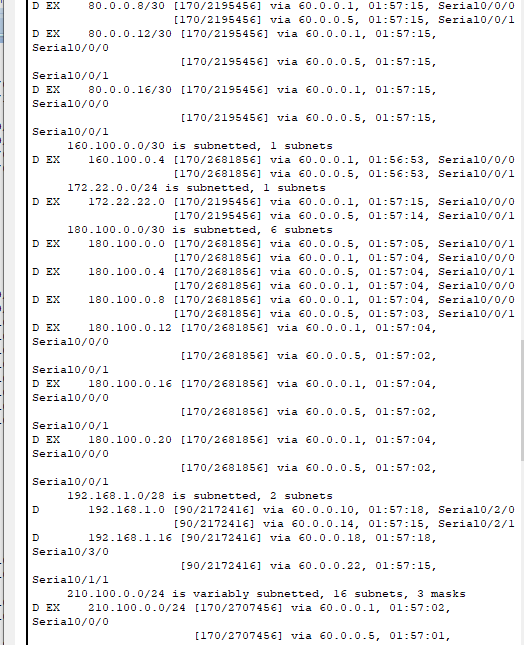 D EX    80.0.0.8/30 [170/2195456] via 60.0.0.1, 01:57:15, Serial0/0/0
                    [170/2195456] via 60.0.0.5, 01:57:15, Serial0/0/1
D EX    80.0.0.12/30 [170/2195456] via 60.0.0.1, 01:57:15,
Serial0/0/0
                     [170/2195456] via 60.0.0.5, 01:57:15,
Serial0/0/1
D EX    80.0.0.16/30 [170/2195456] via 60.0.0.1, 01:57:15,
Serial0/0/0
                     [170/2195456] via 60.0.0.5, 01:57:15,
Serial0/0/1
     160.100.0.0/30 is subnetted, 1 subnets
D EX    160.100.0.4 [170/2681856] via 60.0.0.1, 01:56:53, Serial0/0/0
                    [170/2681856] via 60.0.0.5, 01:56:53, Serial0/0/1
     172.22.0.0/24 is subnetted, 1 subnets
D EX    172.22.22.0 [170/2195456] via 60.0.0.1, 01:57:15, Serial0/0/0
                    [170/2195456] via 60.0.0.5, 01:57:14, Serial0/0/1
     180.100.0.0/30 is subnetted, 6 subnets
D EX    180.100.0.0 [170/2681856] via 60.0.0.5, 01:57:05, Serial0/0/1
                    [170/2681856] via 60.0.0.1, 01:57:04, Serial0/0/0
D EX    180.100.0.4 [170/2681856] via 60.0.0.5, 01:57:04, Serial0/0/1
                    [170/2681856] via 60.0.0.1, 01:57:04, Serial0/0/0
D EX    180.100.0.8 [170/2681856] via 60.0.0.1, 01:57:04, Serial0/0/0
                    [170/2681856] via 60.0.0.5, 01:57:03, Serial0/0/1
D EX    180.100.0.12 [170/2681856] via 60.0.0.1, 01:57:04,
Serial0/0/0
                     [170/2681856] via 60.0.0.5, 01:57:02,
Serial0/0/1
D EX    180.100.0.16 [170/2681856] via 60.0.0.1, 01:57:04,
Serial0/0/0
                     [170/2681856] via 60.0.0.5, 01:57:02,
Serial0/0/1
D EX    180.100.0.20 [170/2681856] via 60.0.0.1, 01:57:04,
Serial0/0/0
                     [170/2681856] via 60.0.0.5, 01:57:02,
Serial0/0/1
     192.168.1.0/28 is subnetted, 2 subnets
D       192.168.1.0 [90/2172416] via 60.0.0.10, 01:57:18, Serial0/2/0
                    [90/2172416] via 60.0.0.14, 01:57:15, Serial0/2/1
D       192.168.1.16 [90/2172416] via 60.0.0.18, 01:57:18,
Serial0/3/0
                     [90/2172416] via 60.0.0.22, 01:57:15,
Serial0/1/1
     210.100.0.0/24 is variably subnetted, 16 subnets, 3 masks
D EX    210.100.0.0/24 [170/2707456] via 60.0.0.1, 01:57:02,
Serial0/0/0
                       [170/2707456] via 60.0.0.5, 01:57:01,